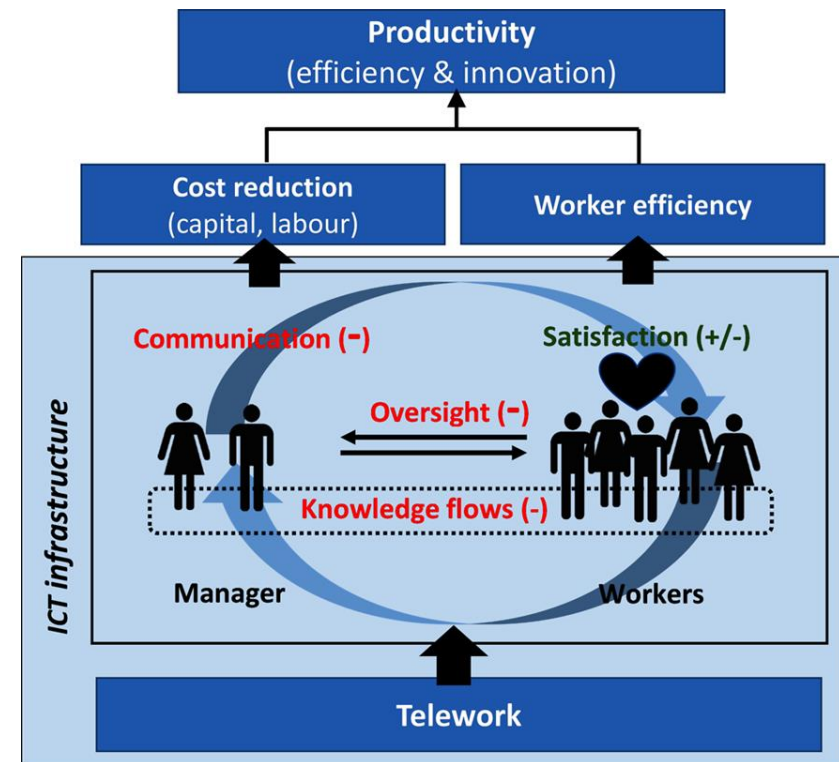 Productivity
(efficiency & innovation)
Cost reduction
(capital, labour)
Worker efficiency
Communication (-)
Satisfaction (+/-)
Oversight (-)
Knowledge flows (-)
Manager
Workers
ICT infrastructure
Telework